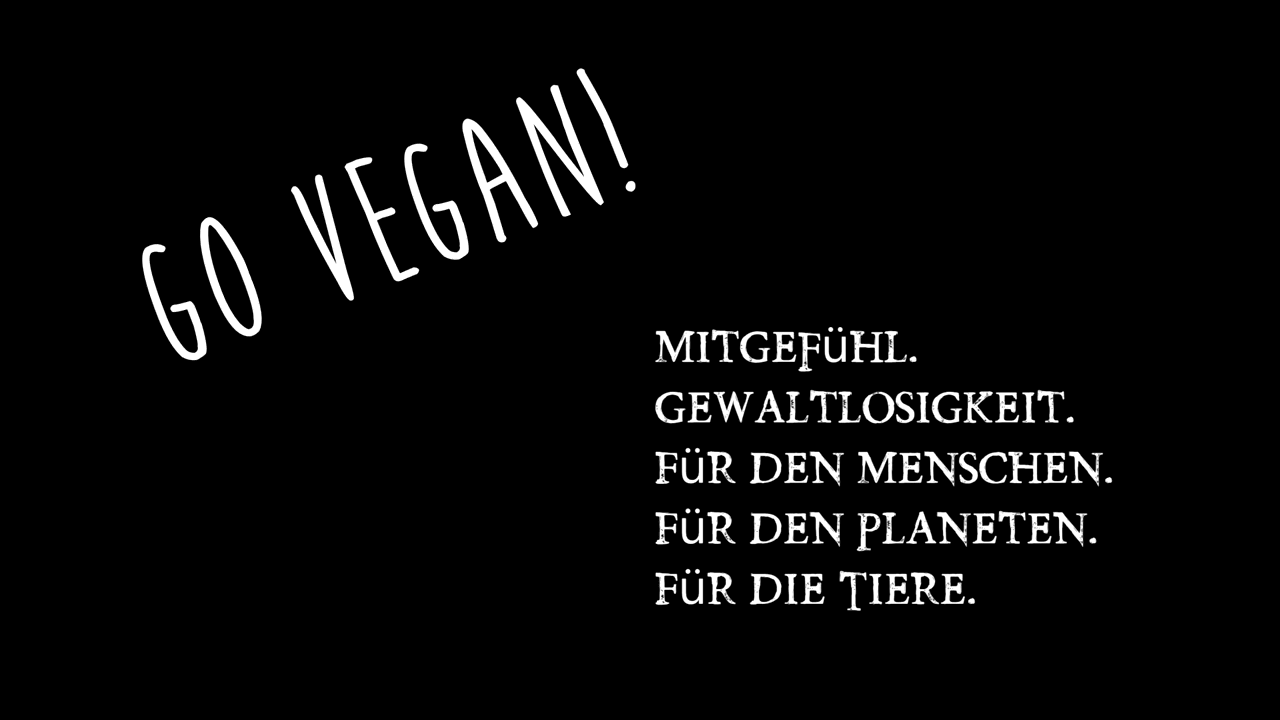 GO VEGAN!
MITGEFÜHL.
GEWALTLOSIGKEIT.
FÜR DEN MENSCHEN.
FÜR DEN PLANETEN.
FÜR DIE TIERE.